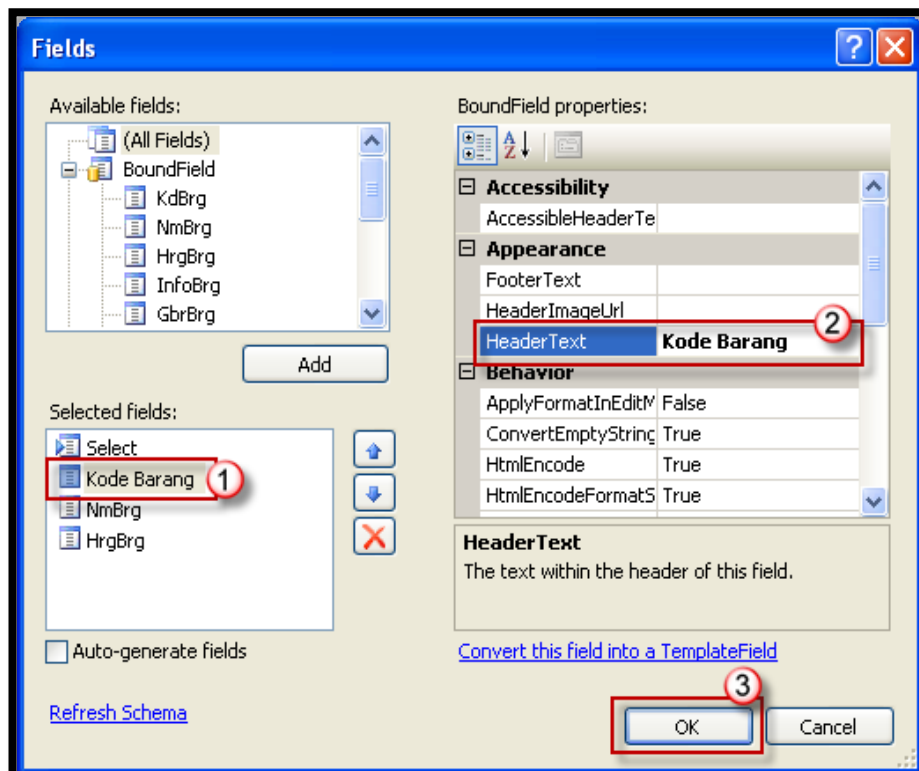 Fields
Available fields:
(All Fields)
BoundField
KdBrg
NmBrg
HrgBrg
InfoBrg
GbrBrg
Add
Selected fields:
Select
Kode Barang 1
NmBrg
HrgBrg
Auto-generate fields
Refresh Schema
BoundField properties:
Accessibility
AccessibleHeaderTe
Appearance
FooterText
HeaderImageUrl
2
HeaderText Kode Barang
Behavior
ApplyFormatInEditM False
ConvertEmptyString True
HtmlEncode True
HtmlEncodeFormatS True
HeaderText
The text within the header of this field.
Convert this field into a TemplateField
3
OK Cancel